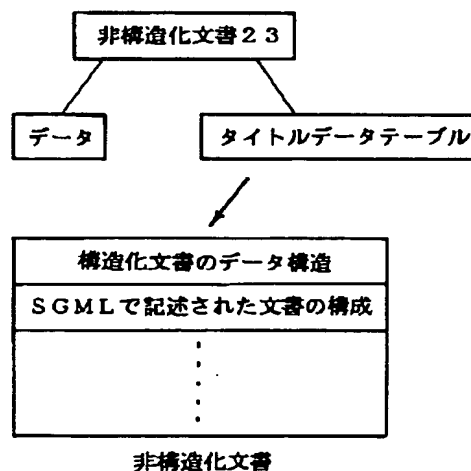 非構造化文書23
データ
タイトルデータテーブル
構造化文書のデータ構造
SGMLで記述された文書の構成
非構造化文書